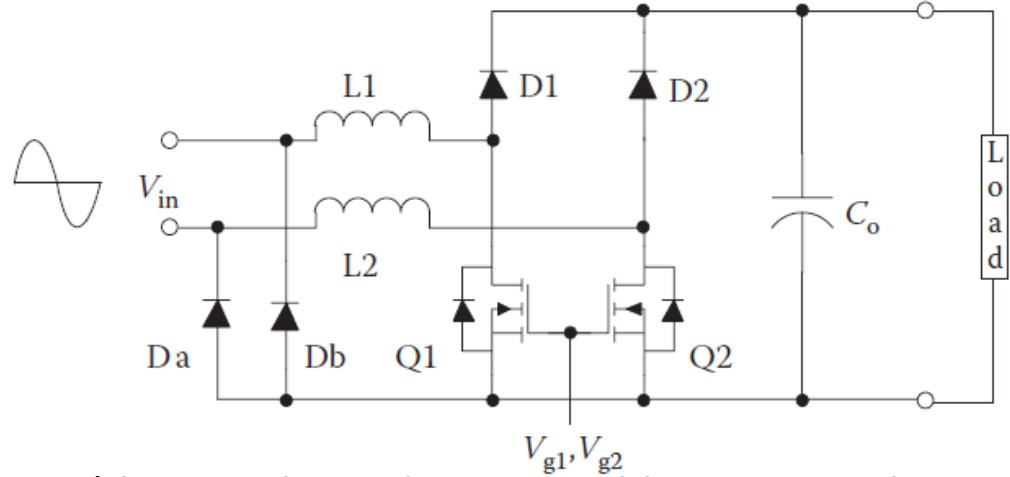 L1
D1
D2
V_in
L2
C_o
Load
Da
Db
Q1
Q2
V_g1, V_g2